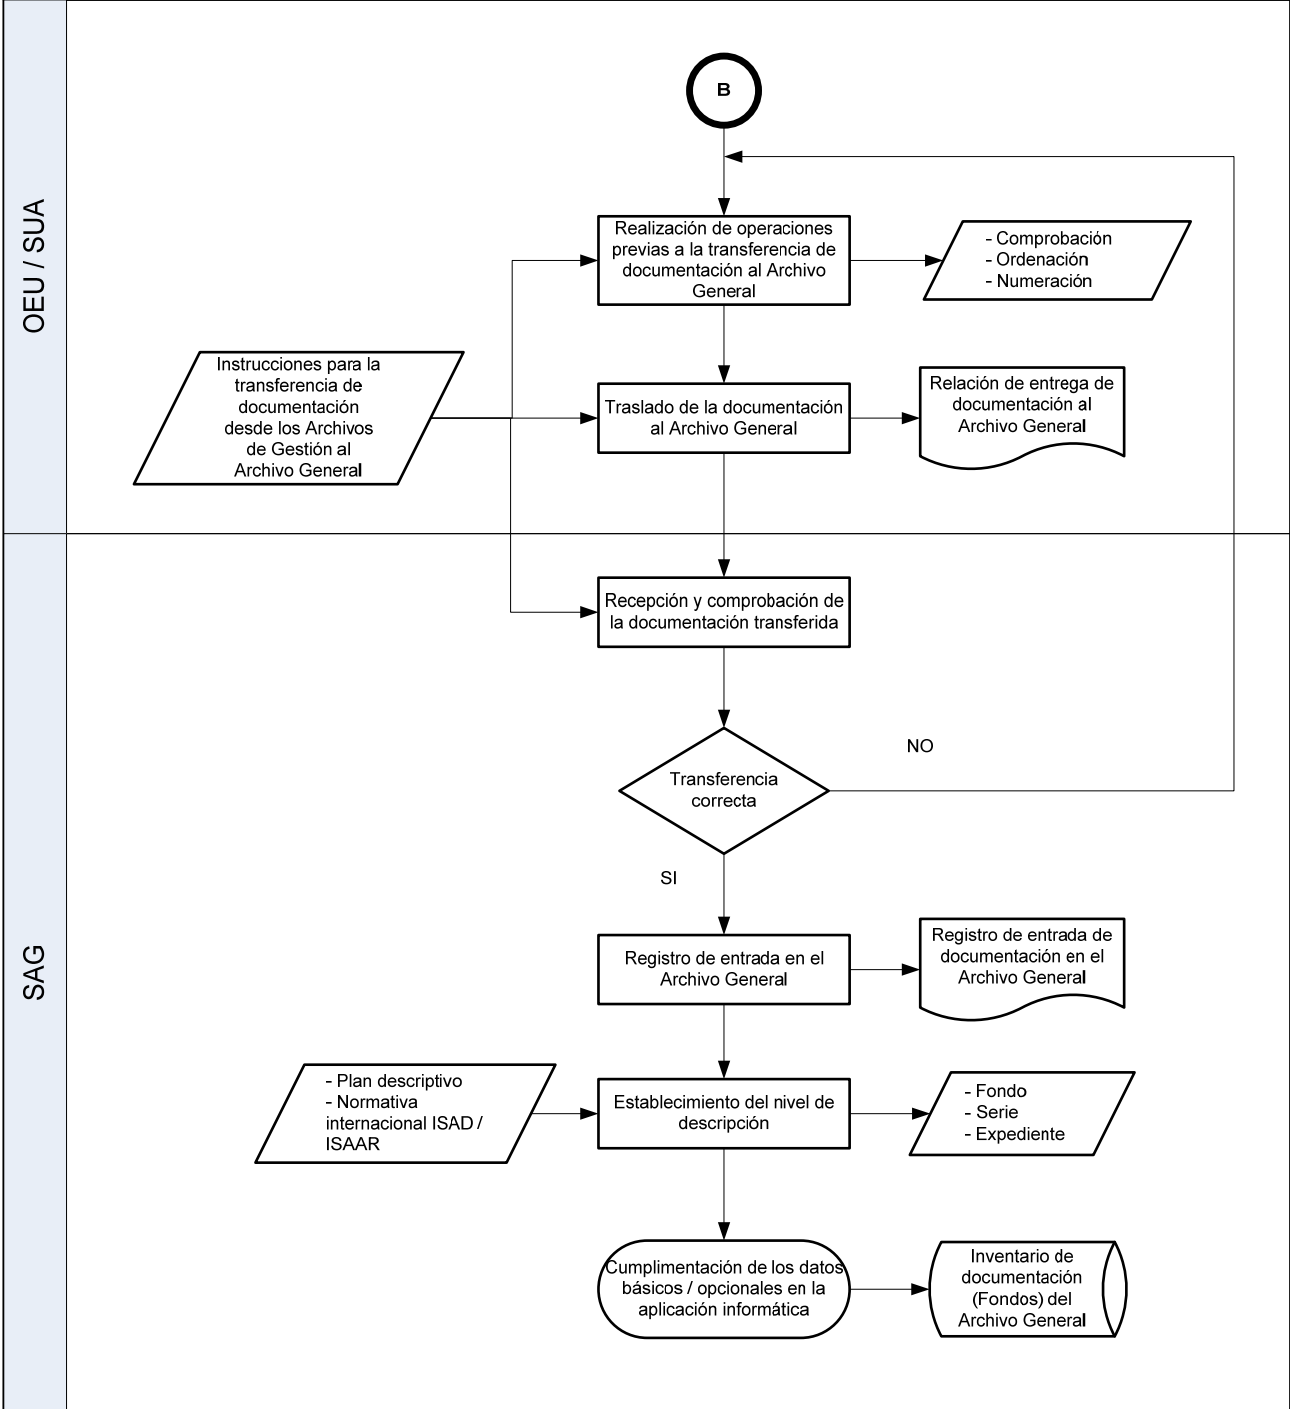 OEU / SUA
B
Realización de operaciones
previas a la transferencia de
documentación al Archivo
General
- Comprobación
- Ordenación
- Numeración
Instrucciones para la
transferencia de
documentación
desde los Archivos
de Gestión al
Archivo General
Traslado de la documentación
al Archivo General
Relación de entrega de
documentación al
Archivo General
SAG
Recepción y comprobación de
la documentación transferida
Transferencia
correcta
NO
SI
Registro de entrada en el
Archivo General
Registro de entrada de
documentación en el
Archivo General
- Plan descriptivo
- Normativa
internacional ISAD /
ISAAR
Establecimiento del nivel de
descripción
- Fondo
- Serie
- Expediente
Cumplimentación de los datos
básicos / opcionales en la
aplicación informática
Inventario de
documentación
(Fondos) del
Archivo General